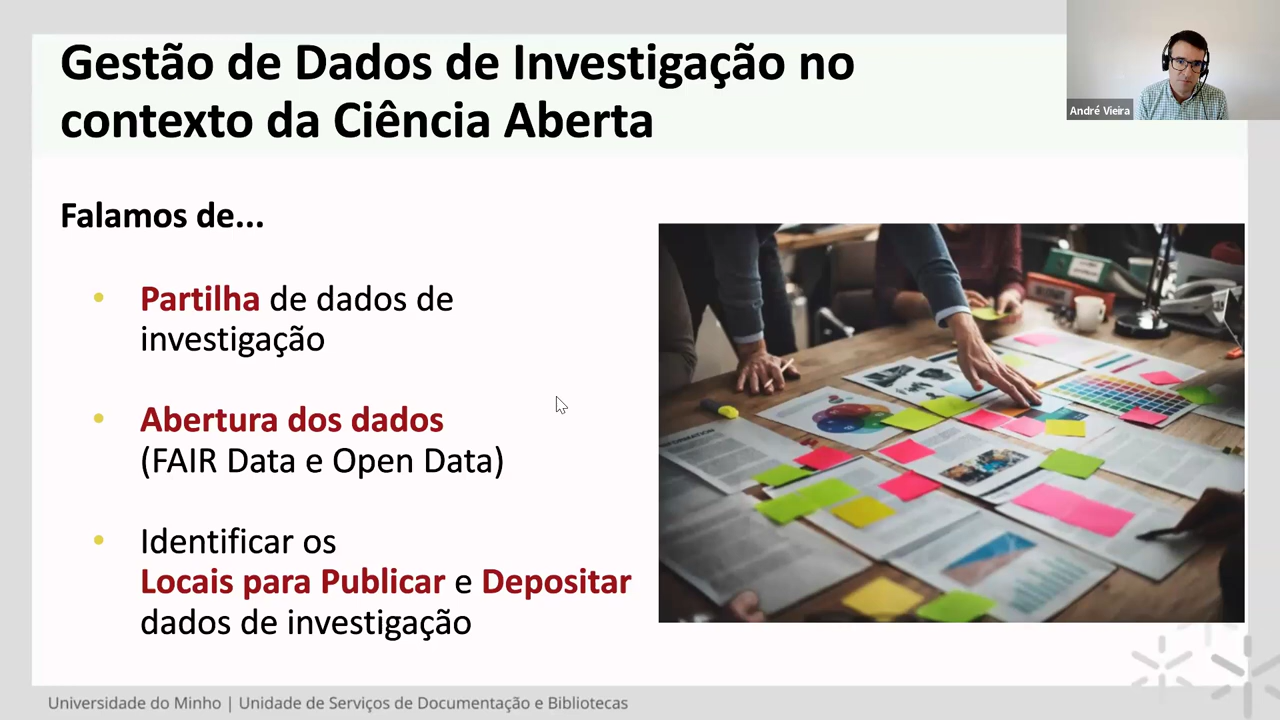 Gestão de Dados de Investigação no
contexto da Ciência Aberta
André Vieira
Falamos de...
• Partilha de dados de
investigação
• Abertura dos dados
(FAIR Data e Open Data)
• Identificar os
Locais para Publicar e Depositar
dados de investigação
Universidade do Minho | Unidade de Serviços de Documentação e Bibliotecas